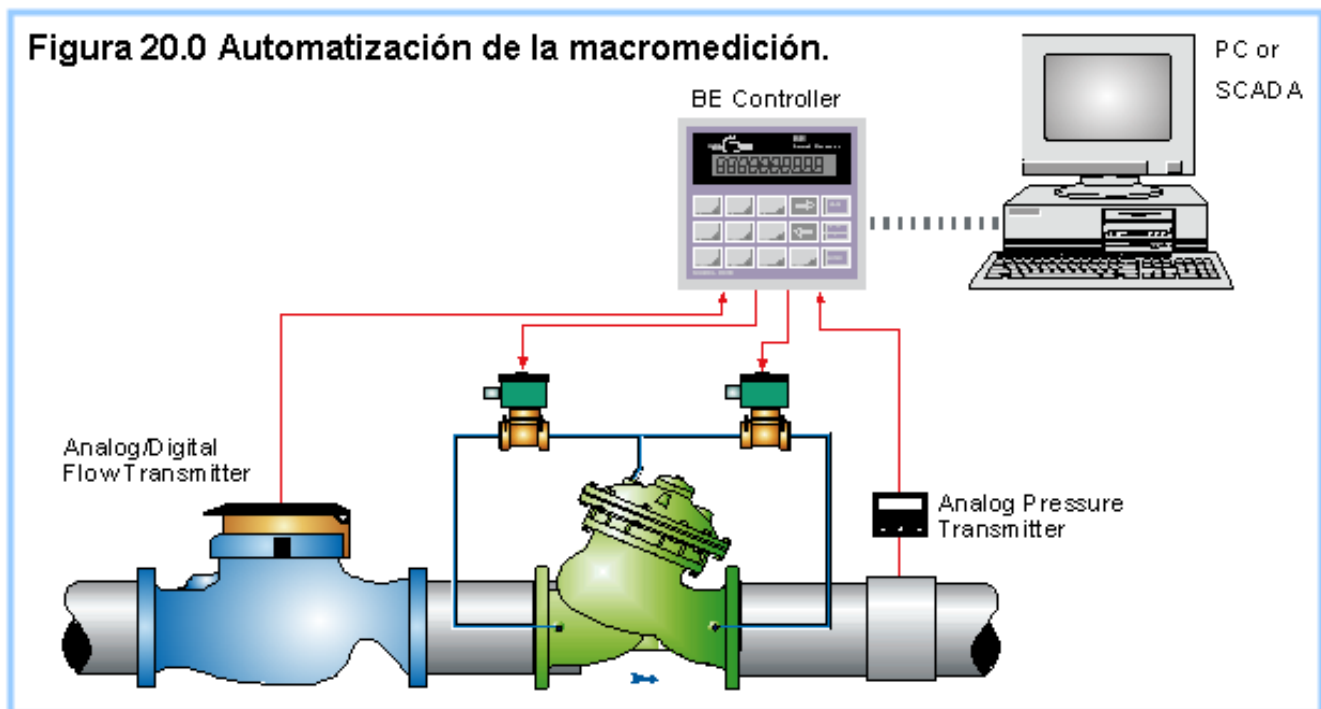 Figura 20.0 Automatización de la macromedición.
PC or
SCADA
BE Controller
Analog/Digital
Flow Transmitter
Analog Pressure
Transmitter